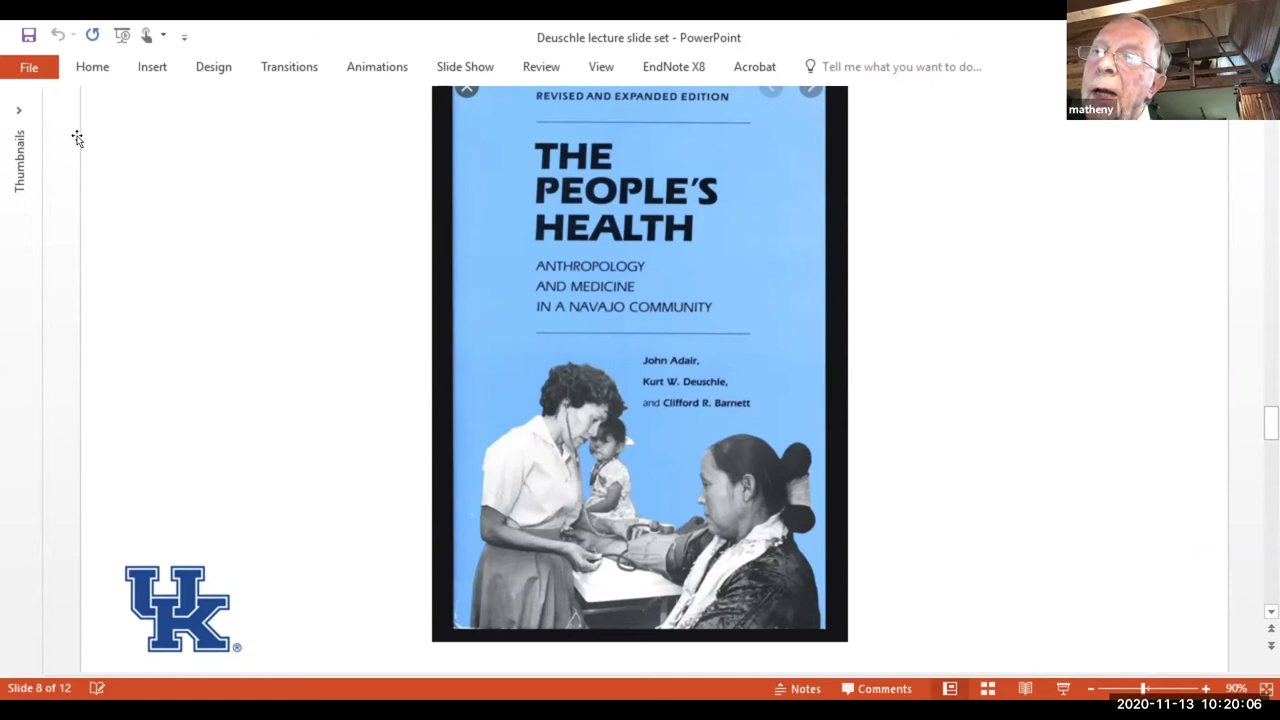 Deuschle lecture slide set - PowerPoint
File Home Insert Design Transitions Animations Slide Show Review View EndNote X8 Acrobat Tell me what you want to do...
matheny
Thumbnails
REVISED AND EXPANDED EDITION
THE
PEOPLE'S
HEALTH
ANTHROPOLOGY
AND MEDICINE
IN A NAVAJO COMMUNITY
John Adair,
Kurt W. Deuschle,
and Clifford R. Barnett
UK®
Slide 8 of 12 Notes Comments 90%
2020-11-13 10:20:06